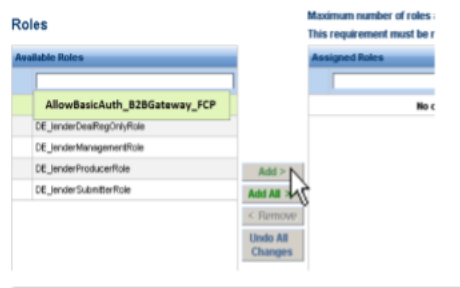 Roles
Maximum number of roles
This requirement must be
Available Roles
Assigned Roles
AllowBasicAuth_B2BGateway_FCP
No
DE_lenderDealRegOnlyRole
DE_lenderManagementRole
DE_lenderProducerRole
DE_lenderSubmitterRole
Add >
Add All >
< Remove
Undo All
Changes